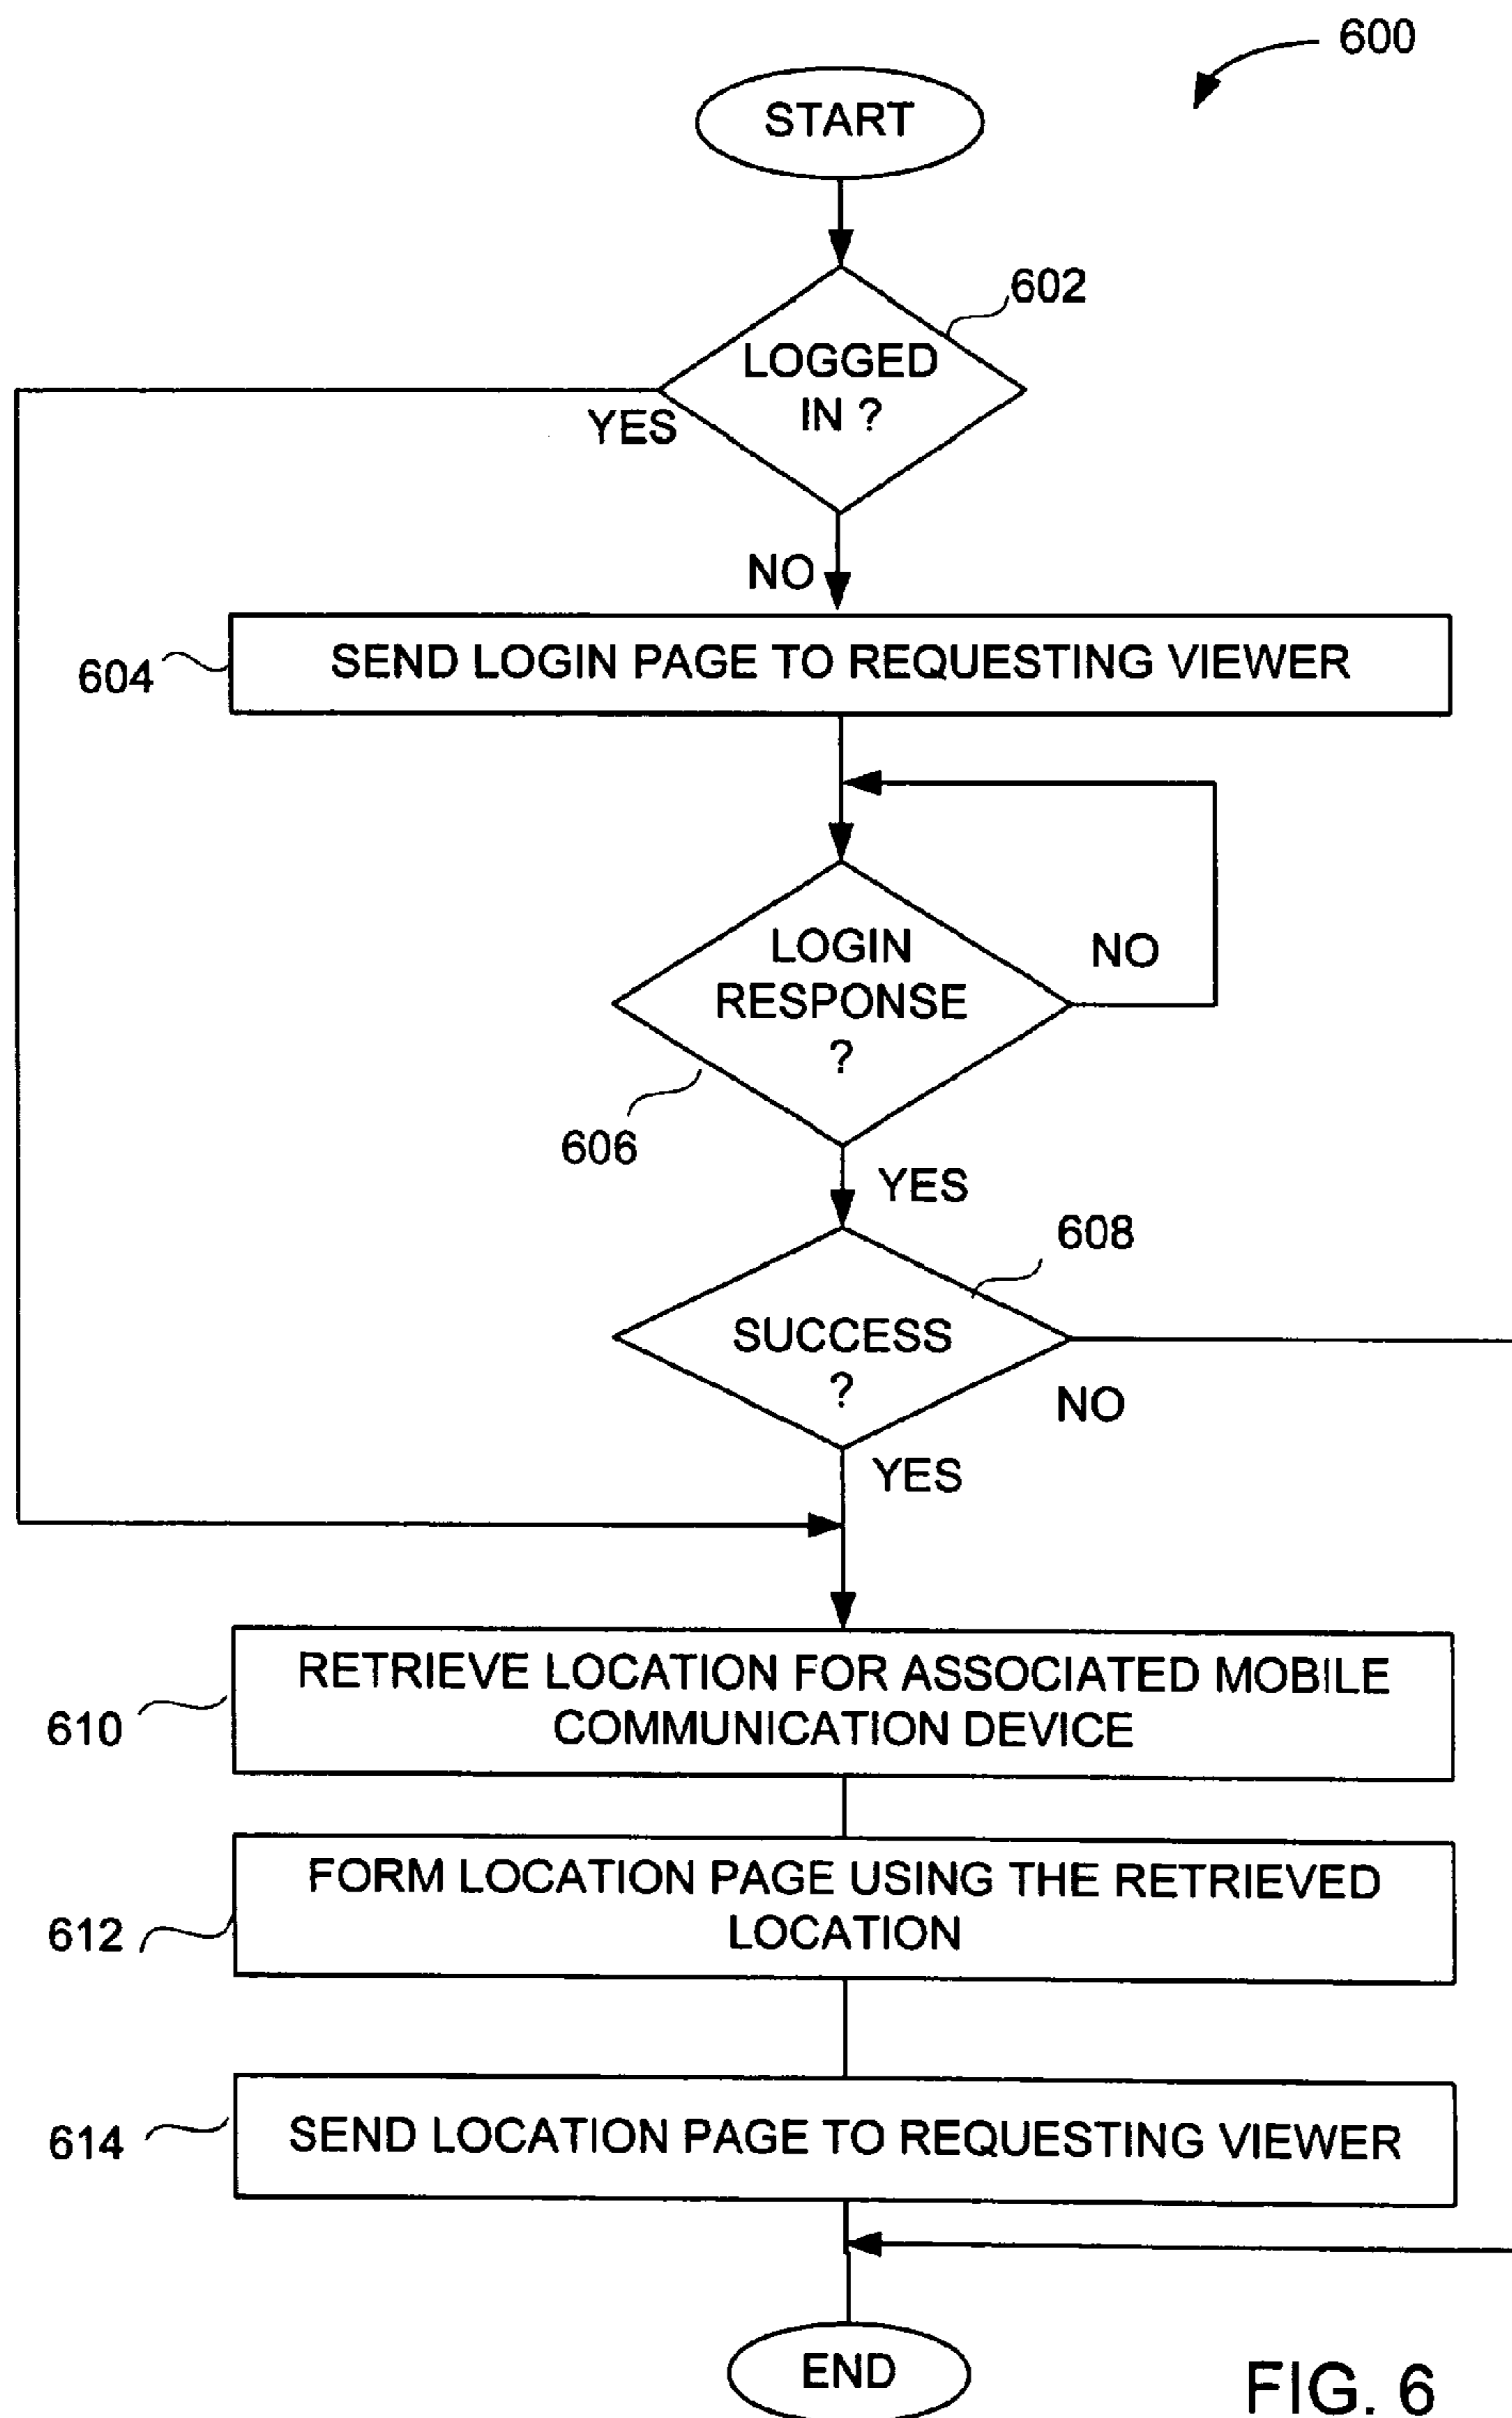 600
START
602
LOGGED
IN ?
YES
NO
604
SEND LOGIN PAGE TO REQUESTING VIEWER
LOGIN
RESPONSE
?
NO
606
YES
608
SUCCESS
?
NO
YES
RETRIEVE LOCATION FOR ASSOCIATED MOBILE
COMMUNICATION DEVICE
610
FORM LOCATION PAGE USING THE RETRIEVED
LOCATION
612
SEND LOCATION PAGE TO REQUESTING VIEWER
614
END
FIG. 6